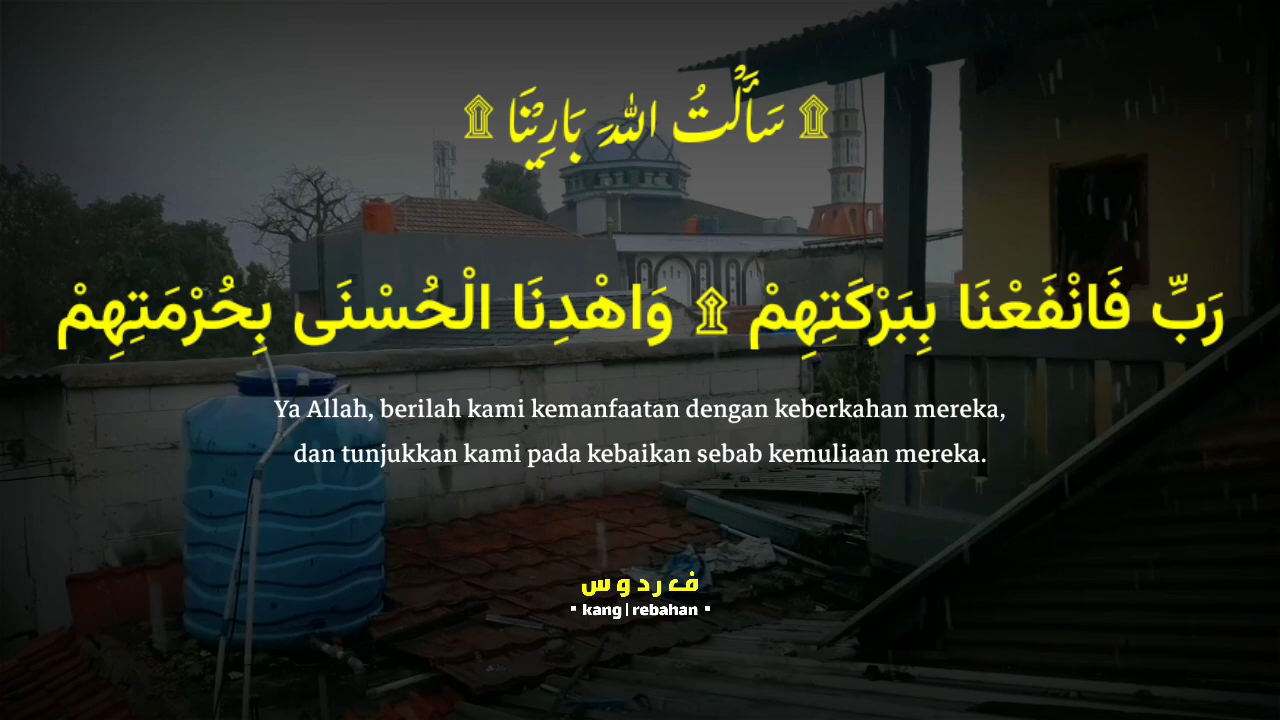 ۩ سَأَلْتُ اللهَ بَارِيْنَا ۩
رَبِّ فَانْفَعْنَا بِبَرْكَتِهِمْ ۩ وَاهْدِنَا الْحُسْنَى بِحُرْمَتِهِمْ
Ya Allah, berilah kami kemanfaatan dengan keberkahan mereka,
dan tunjukkan kami pada kebaikan sebab kemuliaan mereka.
فردوس
▪ kang | rebahan ▪